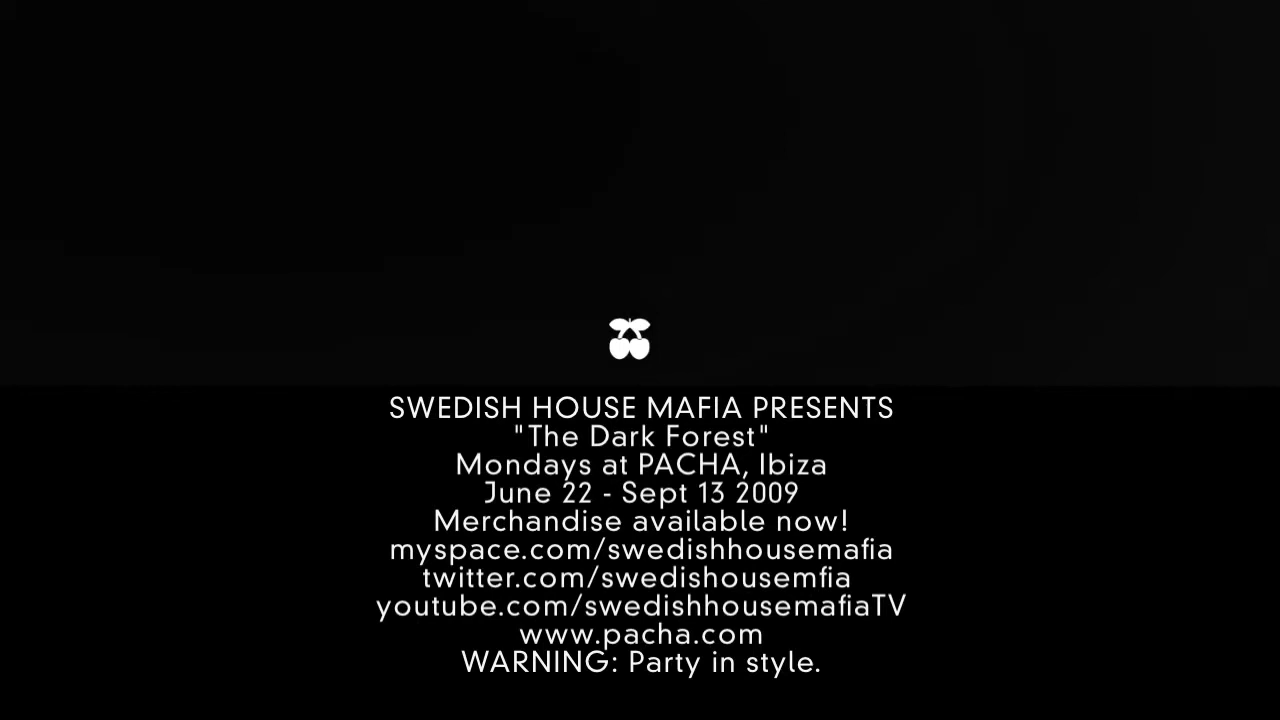 SWEDISH HOUSE MAFIA PRESENTS
"The Dark Forest"
Mondays at PACHA, Ibiza
June 22 - Sept 13 2009
Merchandise available now!
myspace.com/swedishhousemafia
twitter.com/swedishousemfia
youtube.com/swedishhousemafiaTV
www.pacha.com
WARNING: Party in style.